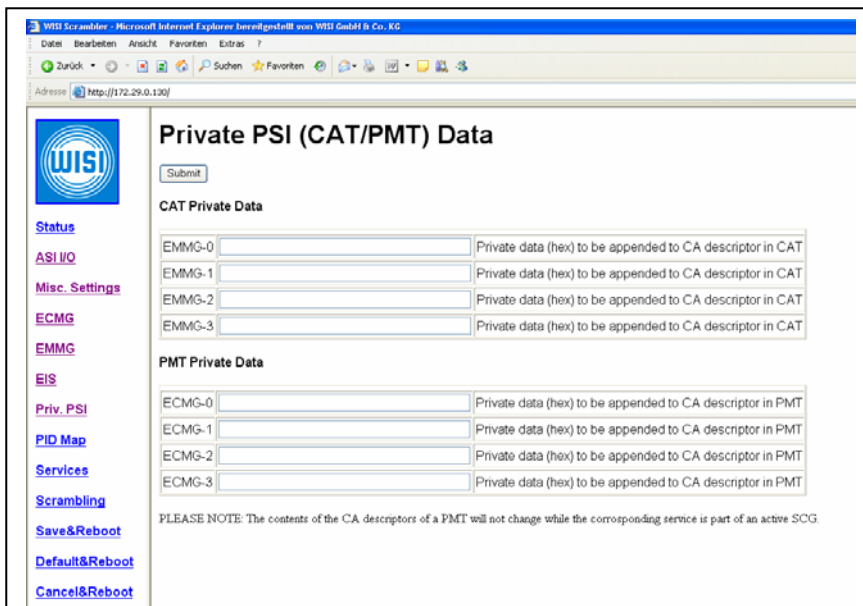 WISI Scrambler - Microsoft Internet Explorer bereitgestellt von WISI GmbH & Co. KG
Datei Bearbeiten Ansicht Favoriten Extras ?
Zurück Suchen Favoriten
Adresse http://172.29.0.130/
WISI
Status
ASI I/O
Misc. Settings
ECMG
EMMG
EIS
Priv. PSI
PID Map
Services
Scrambling
Save&Reboot
Default&Reboot
Cancel&Reboot
Private PSI (CAT/PMT) Data
Submit
CAT Private Data
EMMG-0 Private data (hex) to be appended to CA descriptor in CAT
EMMG-1 Private data (hex) to be appended to CA descriptor in CAT
EMMG-2 Private data (hex) to be appended to CA descriptor in CAT
EMMG-3 Private data (hex) to be appended to CA descriptor in CAT
PMT Private Data
ECMG-0 Private data (hex) to be appended to CA descriptor in PMT
ECMG-1 Private data (hex) to be appended to CA descriptor in PMT
ECMG-2 Private data (hex) to be appended to CA descriptor in PMT
ECMG-3 Private data (hex) to be appended to CA descriptor in PMT
PLEASE NOTE: The contents of the CA descriptors of a PMT will not change while the corrosponding service is part of an active SCG.